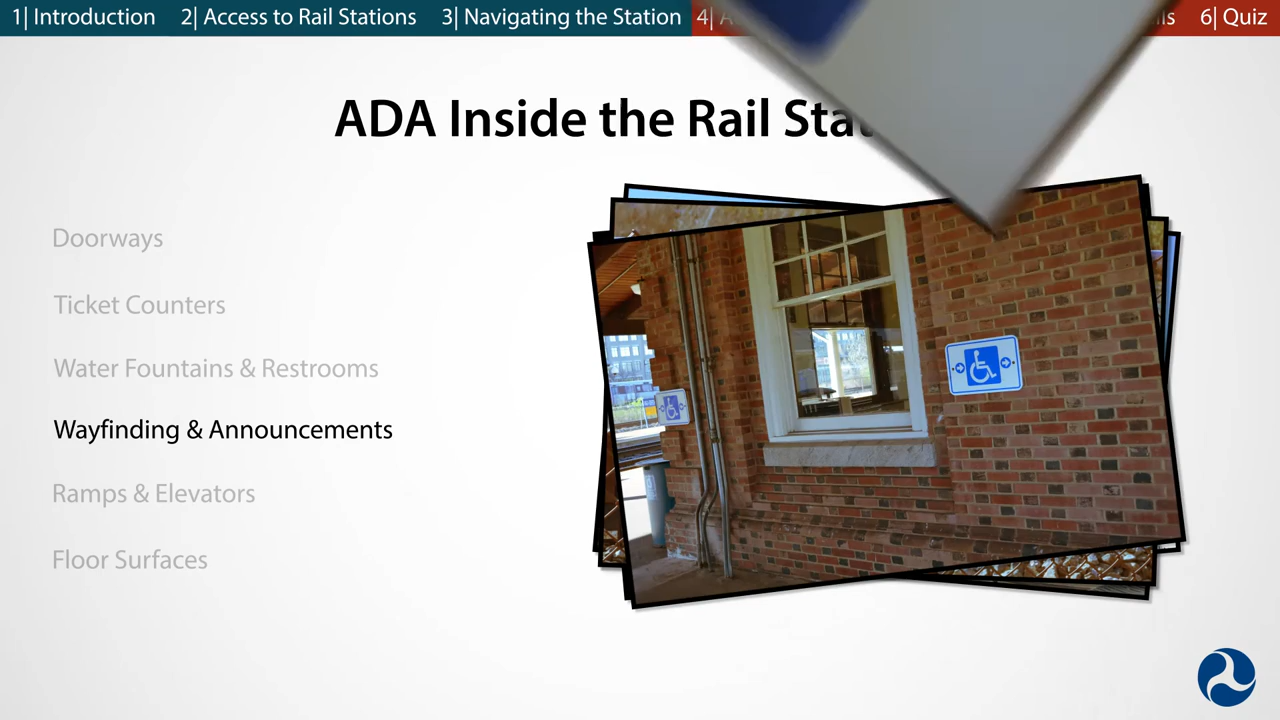 1| Introduction 2| Access to Rail Stations 3| Navigating the Station 4| 6| Quiz
ADA Inside the Rail
Doorways
Ticket Counters
Water Fountains & Restrooms
Wayfinding & Announcements
Ramps & Elevators
Floor Surfaces